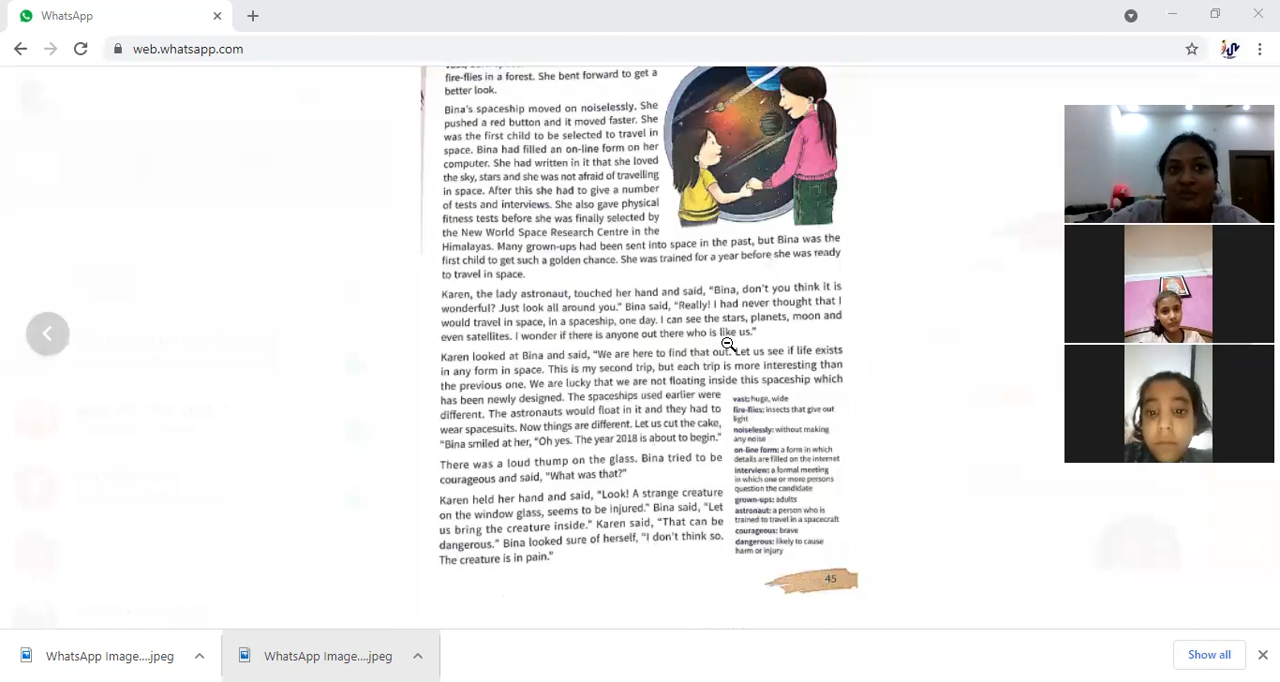 WhatsApp
web.whatsapp.com
fire-flies in a forest. She bent forward to get a
better look.
Bina's spaceship moved on noiselessly. She
pushed a red button and it moved faster. She
was the first child to be selected to travel in
space. Bina had filled an on-line form on her
computer. She had written in it that she loved
the sky, stars and she was not afraid of travelling
in space. After this she had to give a number
of tests and interviews. She also gave physical
fitness tests before she was finally selected by
the New World Space Research Centre in the
Himalayas. Many grown-ups had been sent into space in the past, but Bina was the
first child to get such a golden chance. She was trained for a year before she was ready
to travel in space.
Karen, the lady astronaut, touched her hand and said, "Bina, don't you think it is
wonderful? Just look all around you." Bina said, "Really! I had never thought that I
would travel in space, in a spaceship, one day. I can see the stars, planets, moon and
even satellites. I wonder if there is anyone out there who is like us."
Karen looked at Bina and said, "We are here to find that out. Let us see if life exists
in any form in space. This is my second trip, but each trip is more interesting than
the previous one. We are lucky that we are not floating inside this spaceship which
has been newly designed. The spaceships used earlier were
different. The astronauts would float in it and they had to
wear spacesuits. Now things are different. Let us cut the cake,
"Bina smiled at her, "Oh yes. The year 2018 is about to begin."
There was a loud thump on the glass. Bina tried to be
courageous and said, "What was that?"
Karen held her hand and said, "Look! A strange creature
on the window glass, seems to be injured." Bina said, "Let
us bring the creature inside." Karen said, "That can be
dangerous." Bina looked sure of herself, "I don't think so.
The creature is in pain."
vast: huge, wide
fire-flies: insects that give out
light
noiselessly: without making
any noise
on-line form: a form in which
details are filled on the internet
interview: a formal meeting
in which one or more persons
question the candidate
grown-ups: adults
astronaut: a person who is
trained to travel in a spacecraft
courageous: brave
dangerous: likely to cause
harm or injury
45
WhatsApp Image....jpeg
WhatsApp Image....jpeg
Show all